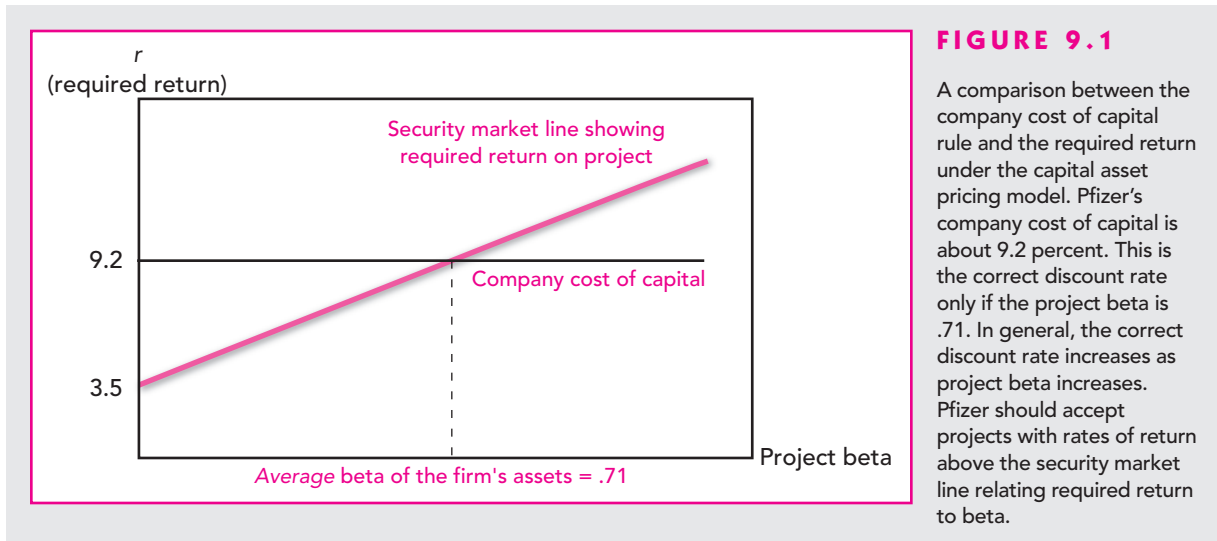 r
(required return)
Security market line showing
required return on project
9.2
Company cost of capital
3.5
Project beta
Average beta of the firm's assets = .71
FIGURE 9.1
A comparison between the
company cost of capital
rule and the required return
under the capital asset
pricing model. Pfizer’s
company cost of capital is
about 9.2 percent. This is
the correct discount rate
only if the project beta is
.71. In general, the correct
discount rate increases as
project beta increases.
Pfizer should accept
projects with rates of return
above the security market
line relating required return
to beta.